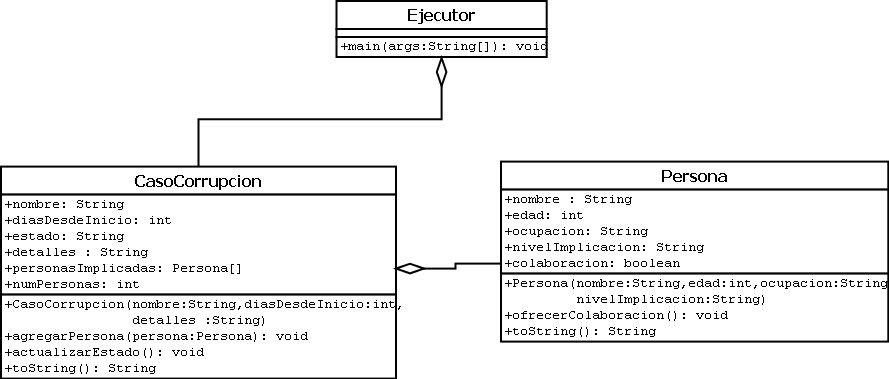 Ejecutor
+main(args:String[]): void
CasoCorrupcion
+nombre: String
+diasDesdeInicio: int
+estado: String
+detalles : String
+personasImplicadas: Persona[]
+numPersonas: int
+CasoCorrupcion(nombre:String,diasDesdeInicio:int,
detalles :String)
+agregarPersona(persona:Persona): void
+actualizarEstado(): void
+toString(): String
Persona
+nombre : String
+edad: int
+ocupacion: String
+nivelImplicacion: String
+colaboracion: boolean
+Persona(nombre:String,edad:int,ocupacion:String
nivelImplicacion:String)
+ofrecerColaboracion(): void
+toString(): String